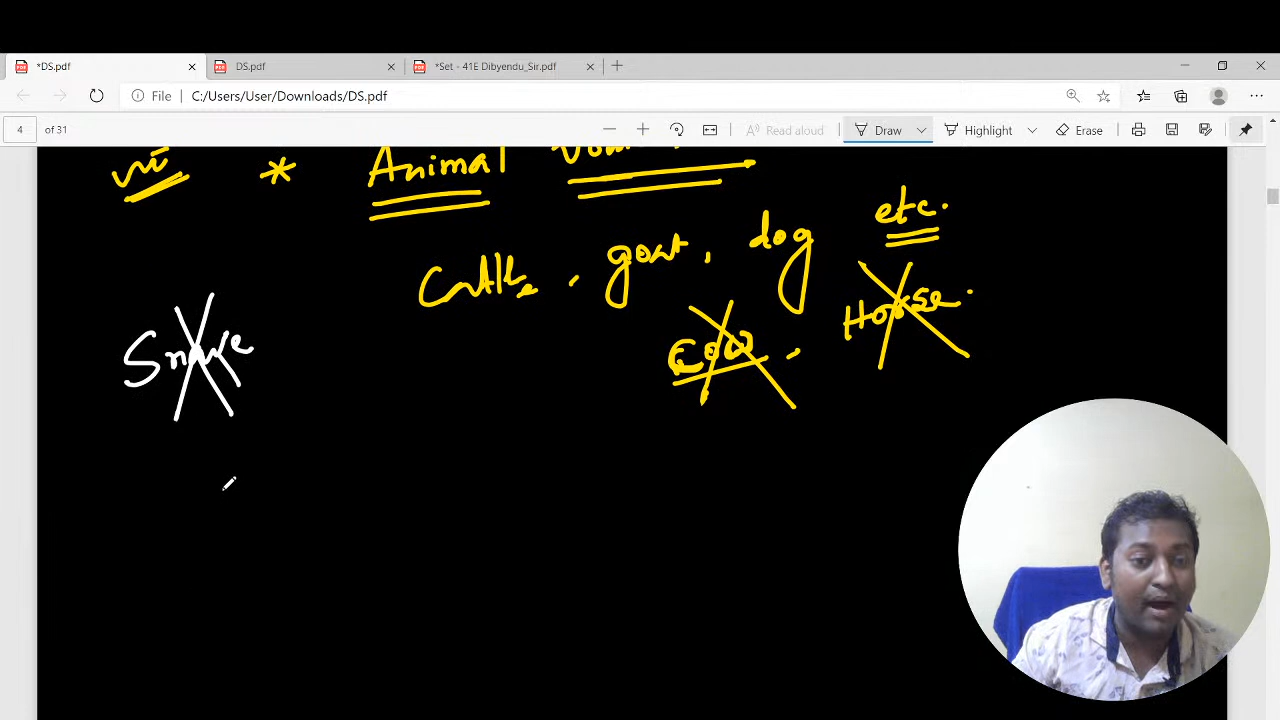 *DS.pdf DS.pdf *Set - 41E Dibyendu_Sir.pdf
File C:/Users/User/Downloads/DS.pdf
4 of 31 Read aloud Draw Highlight Erase
* Animal
Cattle, goat, dog etc.
Snake Cow, Horse.